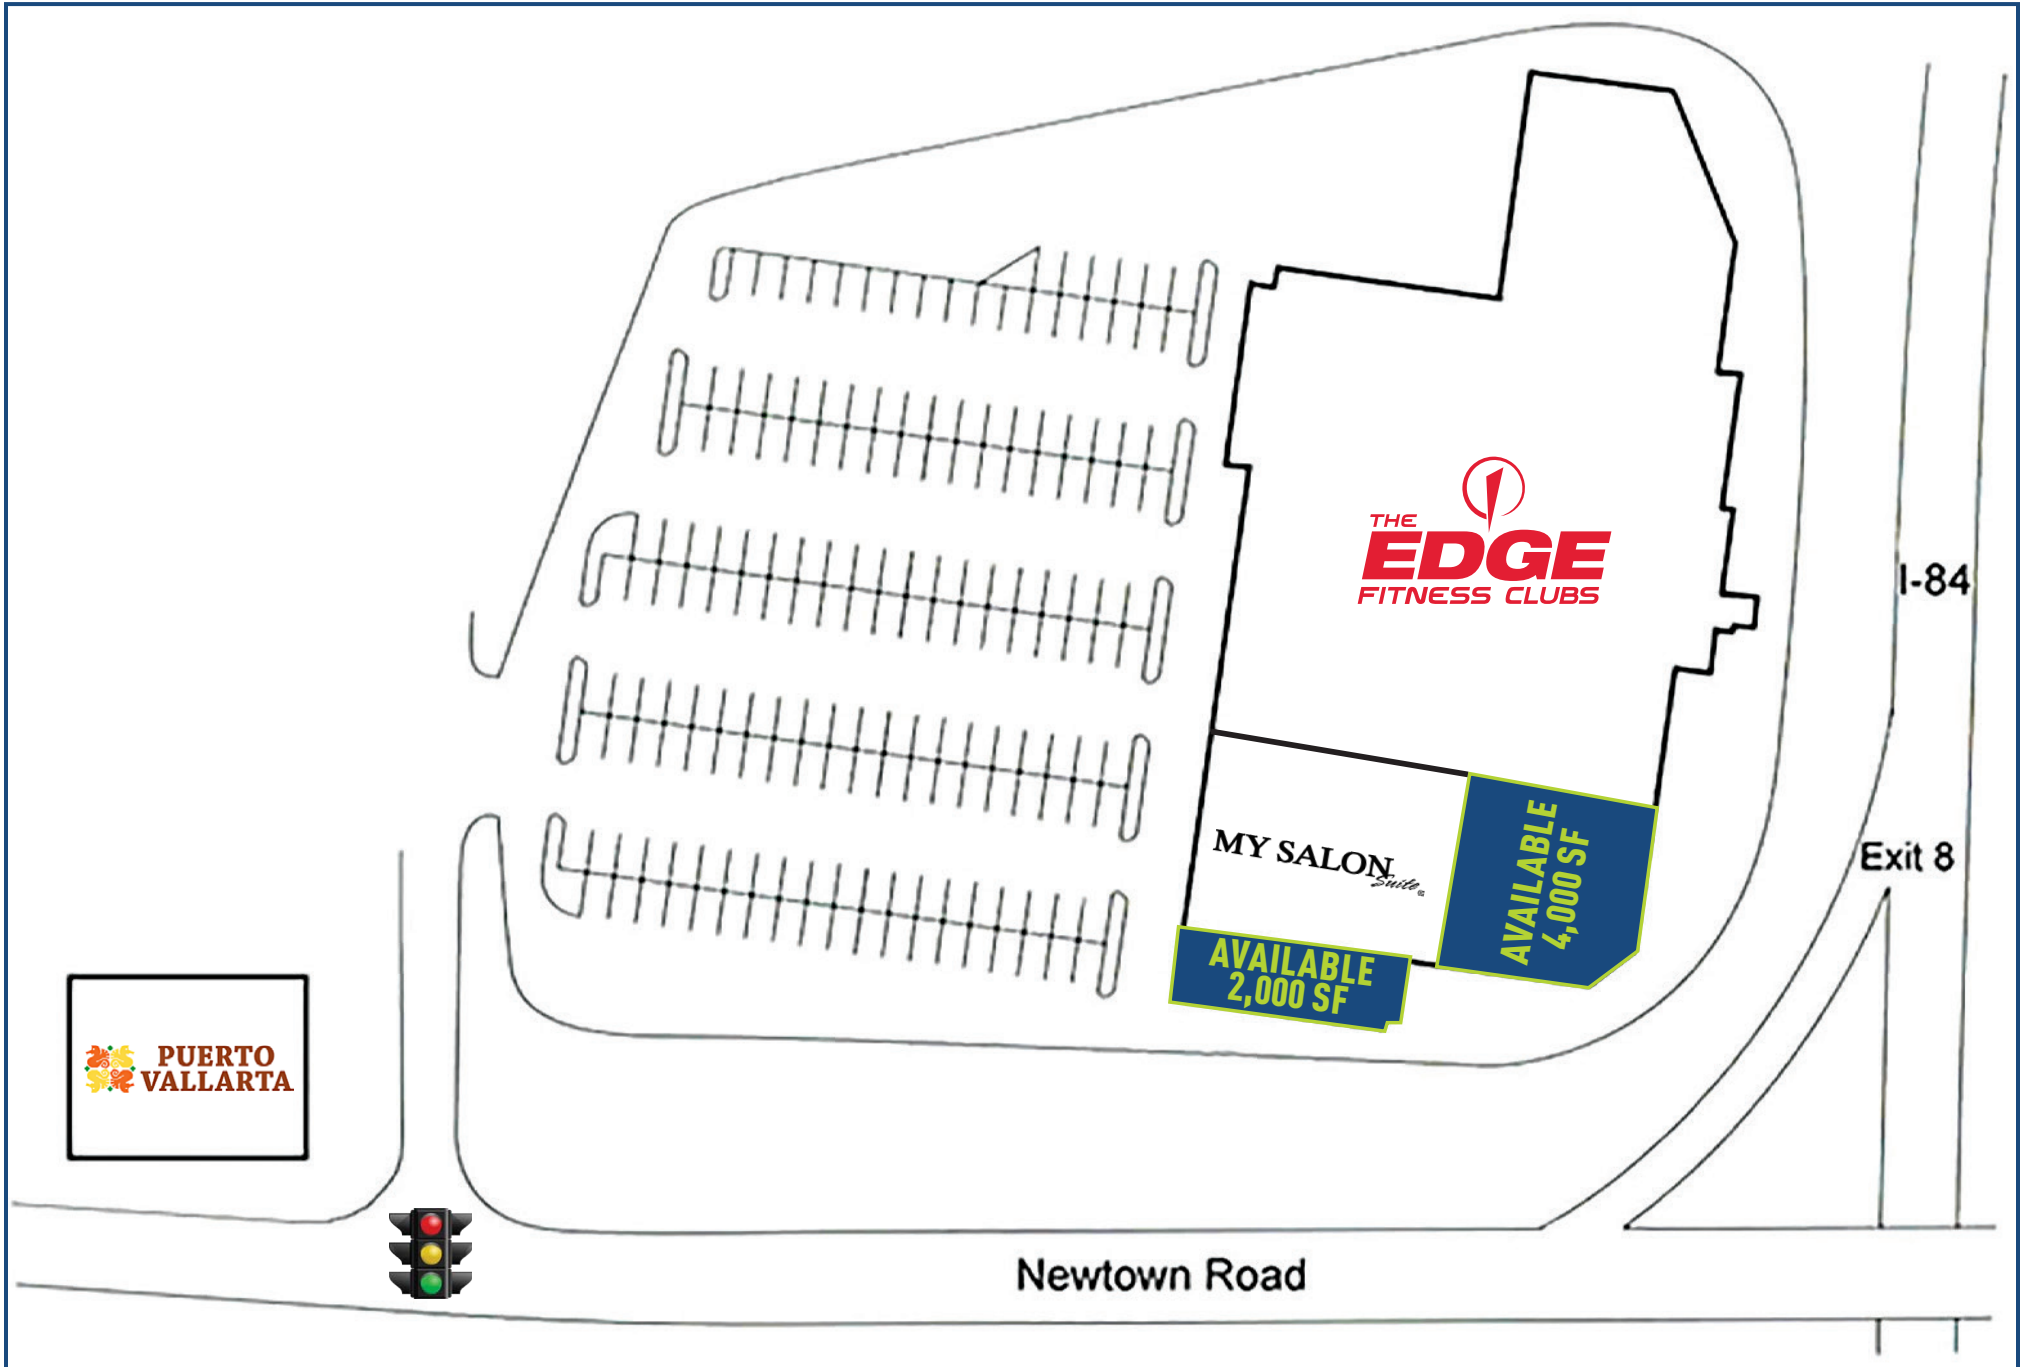 THE
EDGE
FITNESS CLUBS
I-84
MY SALON
Suite
AVAILABLE
4,000 SF
Exit 8
AVAILABLE
2,000 SF
PUERTO
VALLARTA
Newtown Road